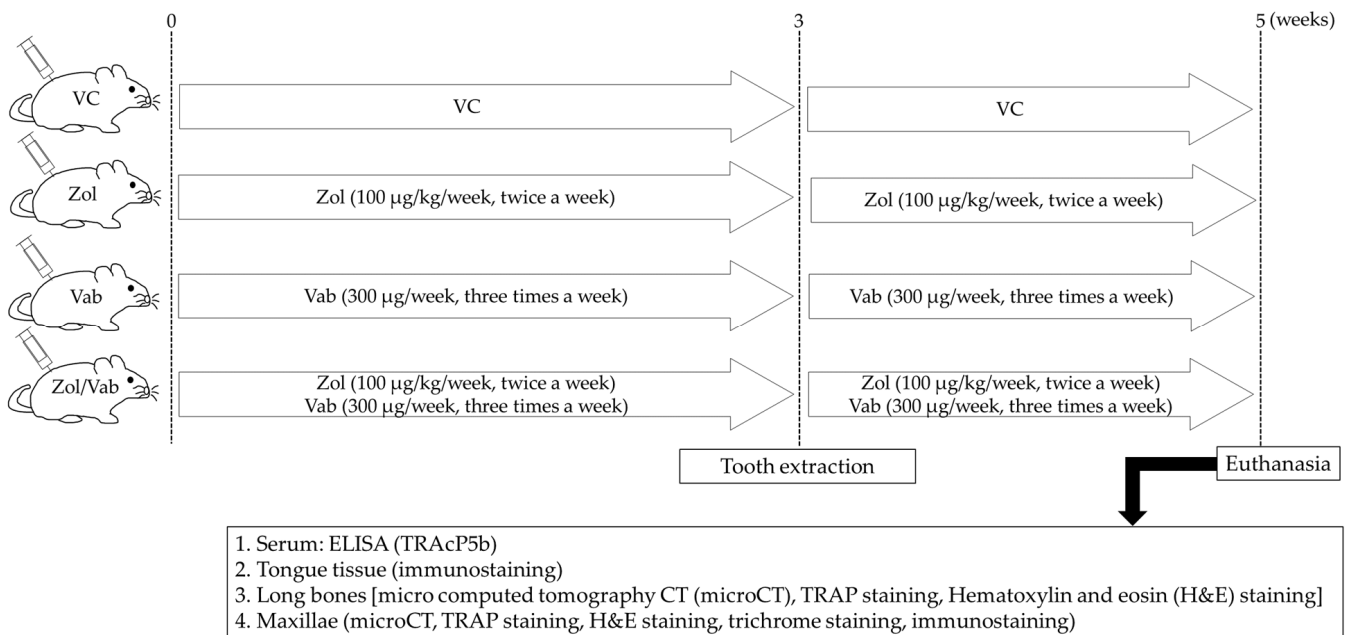 0
3
5 (weeks)
VC
VC
VC
Zol
Zol (100 µg/kg/week, twice a week)
Zol (100 µg/kg/week, twice a week)
Vab
Vab (300 µg/week, three times a week)
Vab (300 µg/week, three times a week)
Zol/Vab
Zol (100 µg/kg/week, twice a week)
Vab (300 µg/week, three times a week)
Zol (100 µg/kg/week, twice a week)
Vab (300 µg/week, three times a week)
Tooth extraction
Euthanasia
1. Serum: ELISA (TRAcP5b)
2. Tongue tissue (immunostaining)
3. Long bones [micro computed tomography CT (microCT), TRAP staining, Hematoxylin and eosin (H&E) staining]
4. Maxillae (microCT, TRAP staining, H&E staining, trichrome staining, immunostaining)